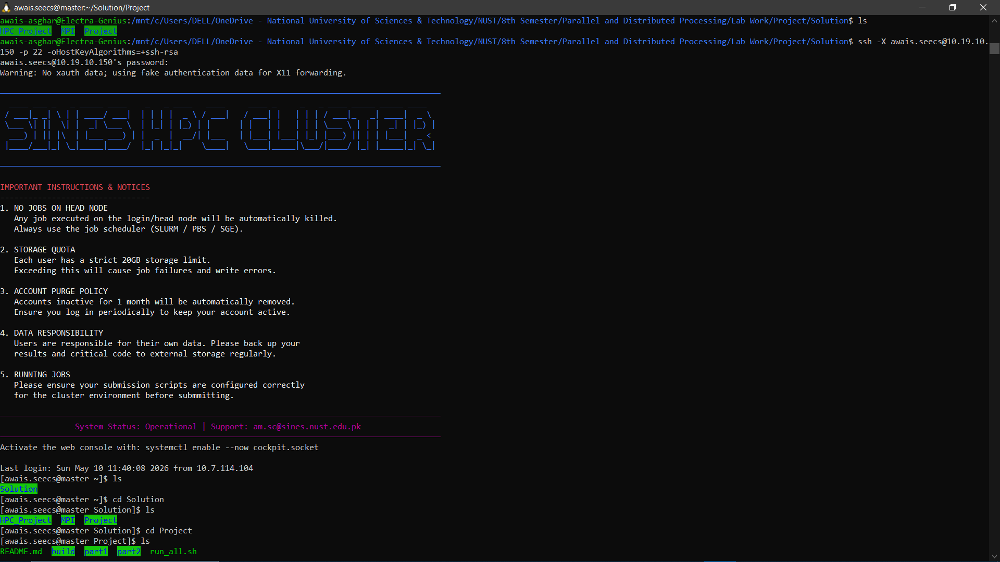 awais.seecs@master:~/Solution/Project
awais-asghar@Electra-Genius:/mnt/c/Users/DELL/OneDrive - National University of Sciences & Technology/NUST/8th Semester/Parallel and Distributed Processing/Lab Work/Project/Solution$ ls
HPC_Project  MPI  Project
awais-asghar@Electra-Genius:/mnt/c/Users/DELL/OneDrive - National University of Sciences & Technology/NUST/8th Semester/Parallel and Distributed Processing/Lab Work/Project/Solution$ ssh -X awais.seecs@10.19.10.
150 -p 22 -oHostKeyAlgorithms=+ssh-rsa
awais.seecs@10.19.10.150's password:
Warning: No xauth data; using fake authentication data for X11 forwarding.
SINES HPC CLUSTER
IMPORTANT INSTRUCTIONS & NOTICES
--------------------------------
1. NO JOBS ON HEAD NODE
   Any job executed on the login/head node will be automatically killed.
   Always use the job scheduler (SLURM / PBS / SGE).
2. STORAGE QUOTA
   Each user has a strict 20GB storage limit.
   Exceeding this will cause job failures and write errors.
3. ACCOUNT PURGE POLICY
   Accounts inactive for 1 month will be automatically removed.
   Ensure you log in periodically to keep your account active.
4. DATA RESPONSIBILITY
   Users are responsible for their own data. Please back up your
   results and critical code to external storage regularly.
5. RUNNING JOBS
   Please ensure your submission scripts are configured correctly
   for the cluster environment before submmitting.
System Status: Operational | Support: am.sc@sines.nust.edu.pk
Activate the web console with: systemctl enable --now cockpit.socket
Last login: Sun May 10 11:40:08 2026 from 10.7.114.104
[awais.seecs@master ~]$ ls
Solution
[awais.seecs@master ~]$ cd Solution
[awais.seecs@master Solution]$ ls
HPC_Project  MPI  Project
[awais.seecs@master Solution]$ cd Project
[awais.seecs@master Project]$ ls
README.md  build  part1  part2  run_all.sh